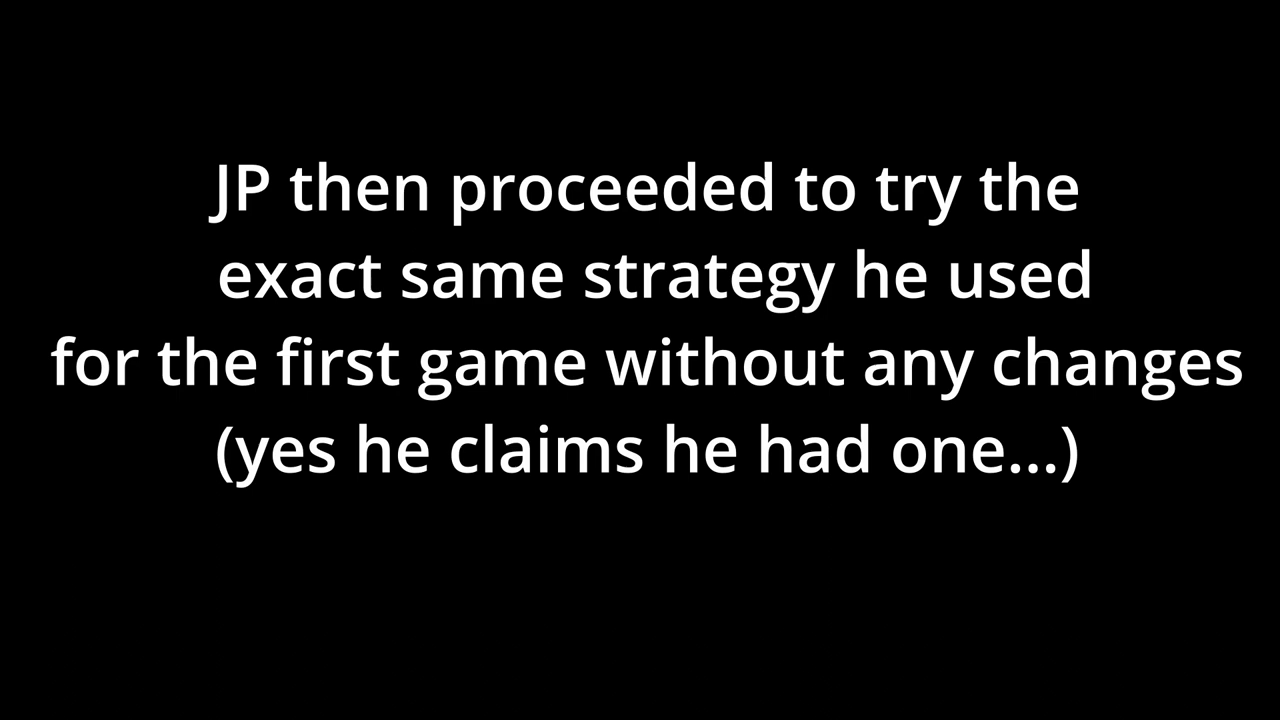 JP then proceeded to try the
exact same strategy he used
for the first game without any changes
(yes he claims he had one...)